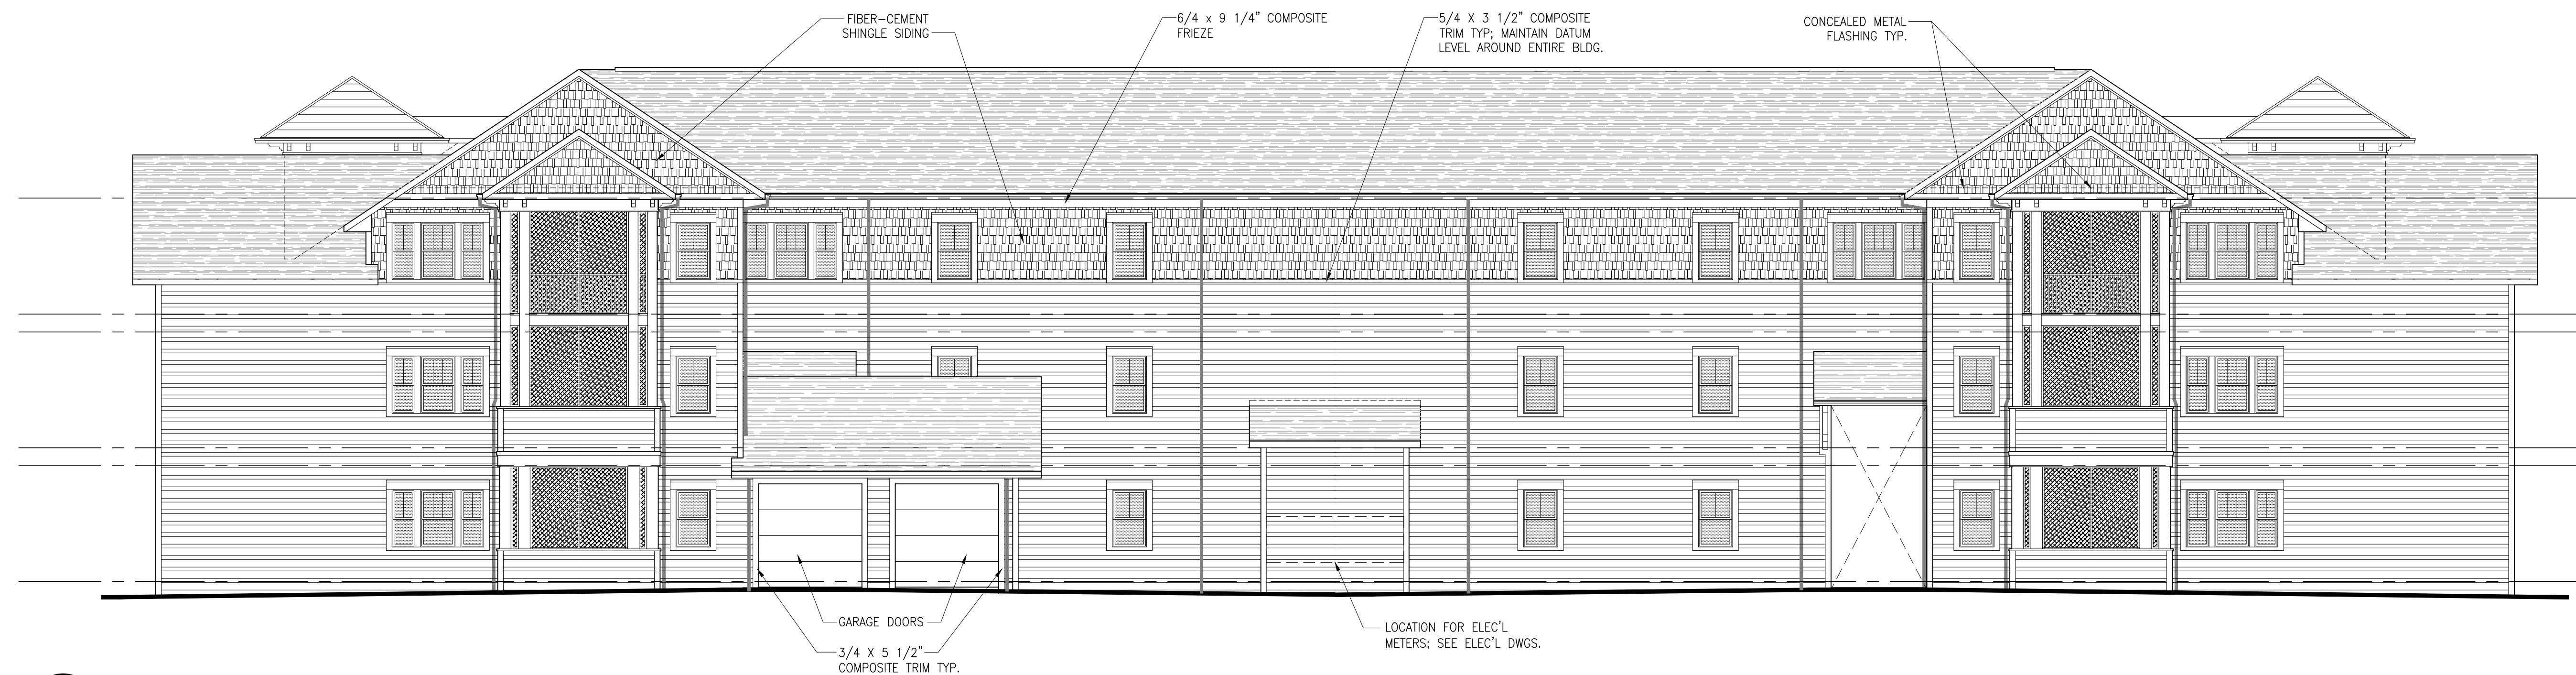 FIBER-CEMENT
SHINGLE SIDING
6/4 x 9 1/4" COMPOSITE
FRIEZE
5/4 X 3 1/2" COMPOSITE
TRIM TYP; MAINTAIN DATUM
LEVEL AROUND ENTIRE BLDG.
CONCEALED METAL
FLASHING TYP.
GARAGE DOORS
3/4 X 5 1/2"
COMPOSITE TRIM TYP.
LOCATION FOR ELEC'L
METERS; SEE ELEC'L DWGS.